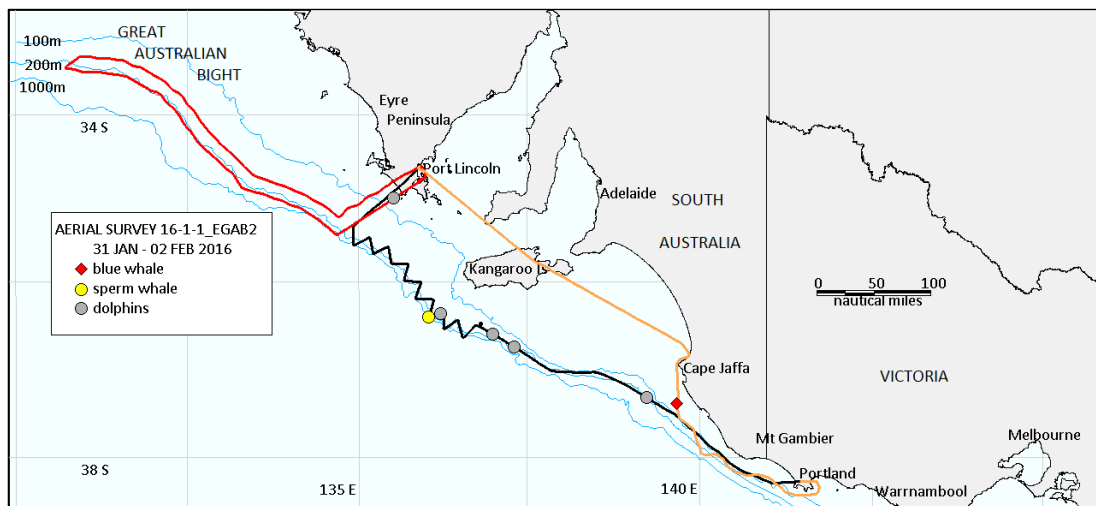 GREAT
AUSTRALIAN
BIGHT
100m
200m
1000m
Eyre
Peninsula
34 S
Port Lincoln
Adelaide
SOUTH
AUSTRALIA
AERIAL SURVEY 16-1-1_EGAB2
31 JAN - 02 FEB 2016
blue whale
sperm whale
dolphins
Kangaroo Is
0 50 100
nautical miles
Cape Jaffa
VICTORIA
Mt Gambier
Melbourne
38 S
Portland
135 E
140 E
Warrnambool